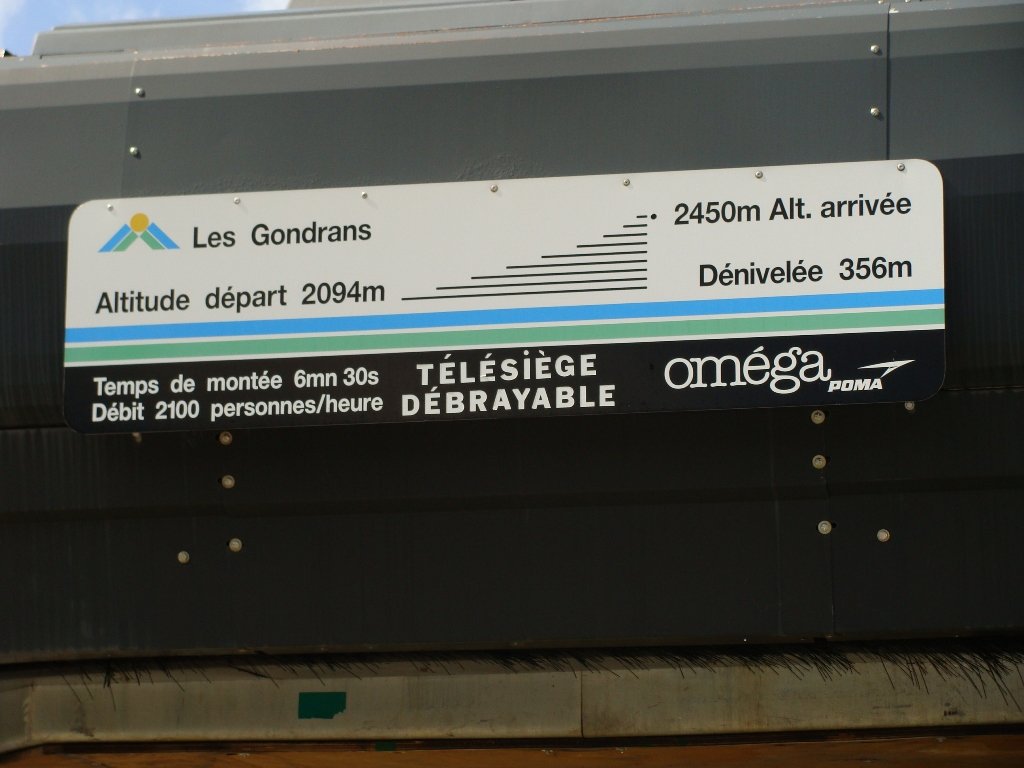 Les Gondrans
2450m Alt. arrivée
Altitude départ 2094m
Dénivelée 356m
Temps de montée 6mn 30s
Débit 2100 personnes/heure
TÉLÉSIÈGE
DÉBRAYABLE
oméga
POMA